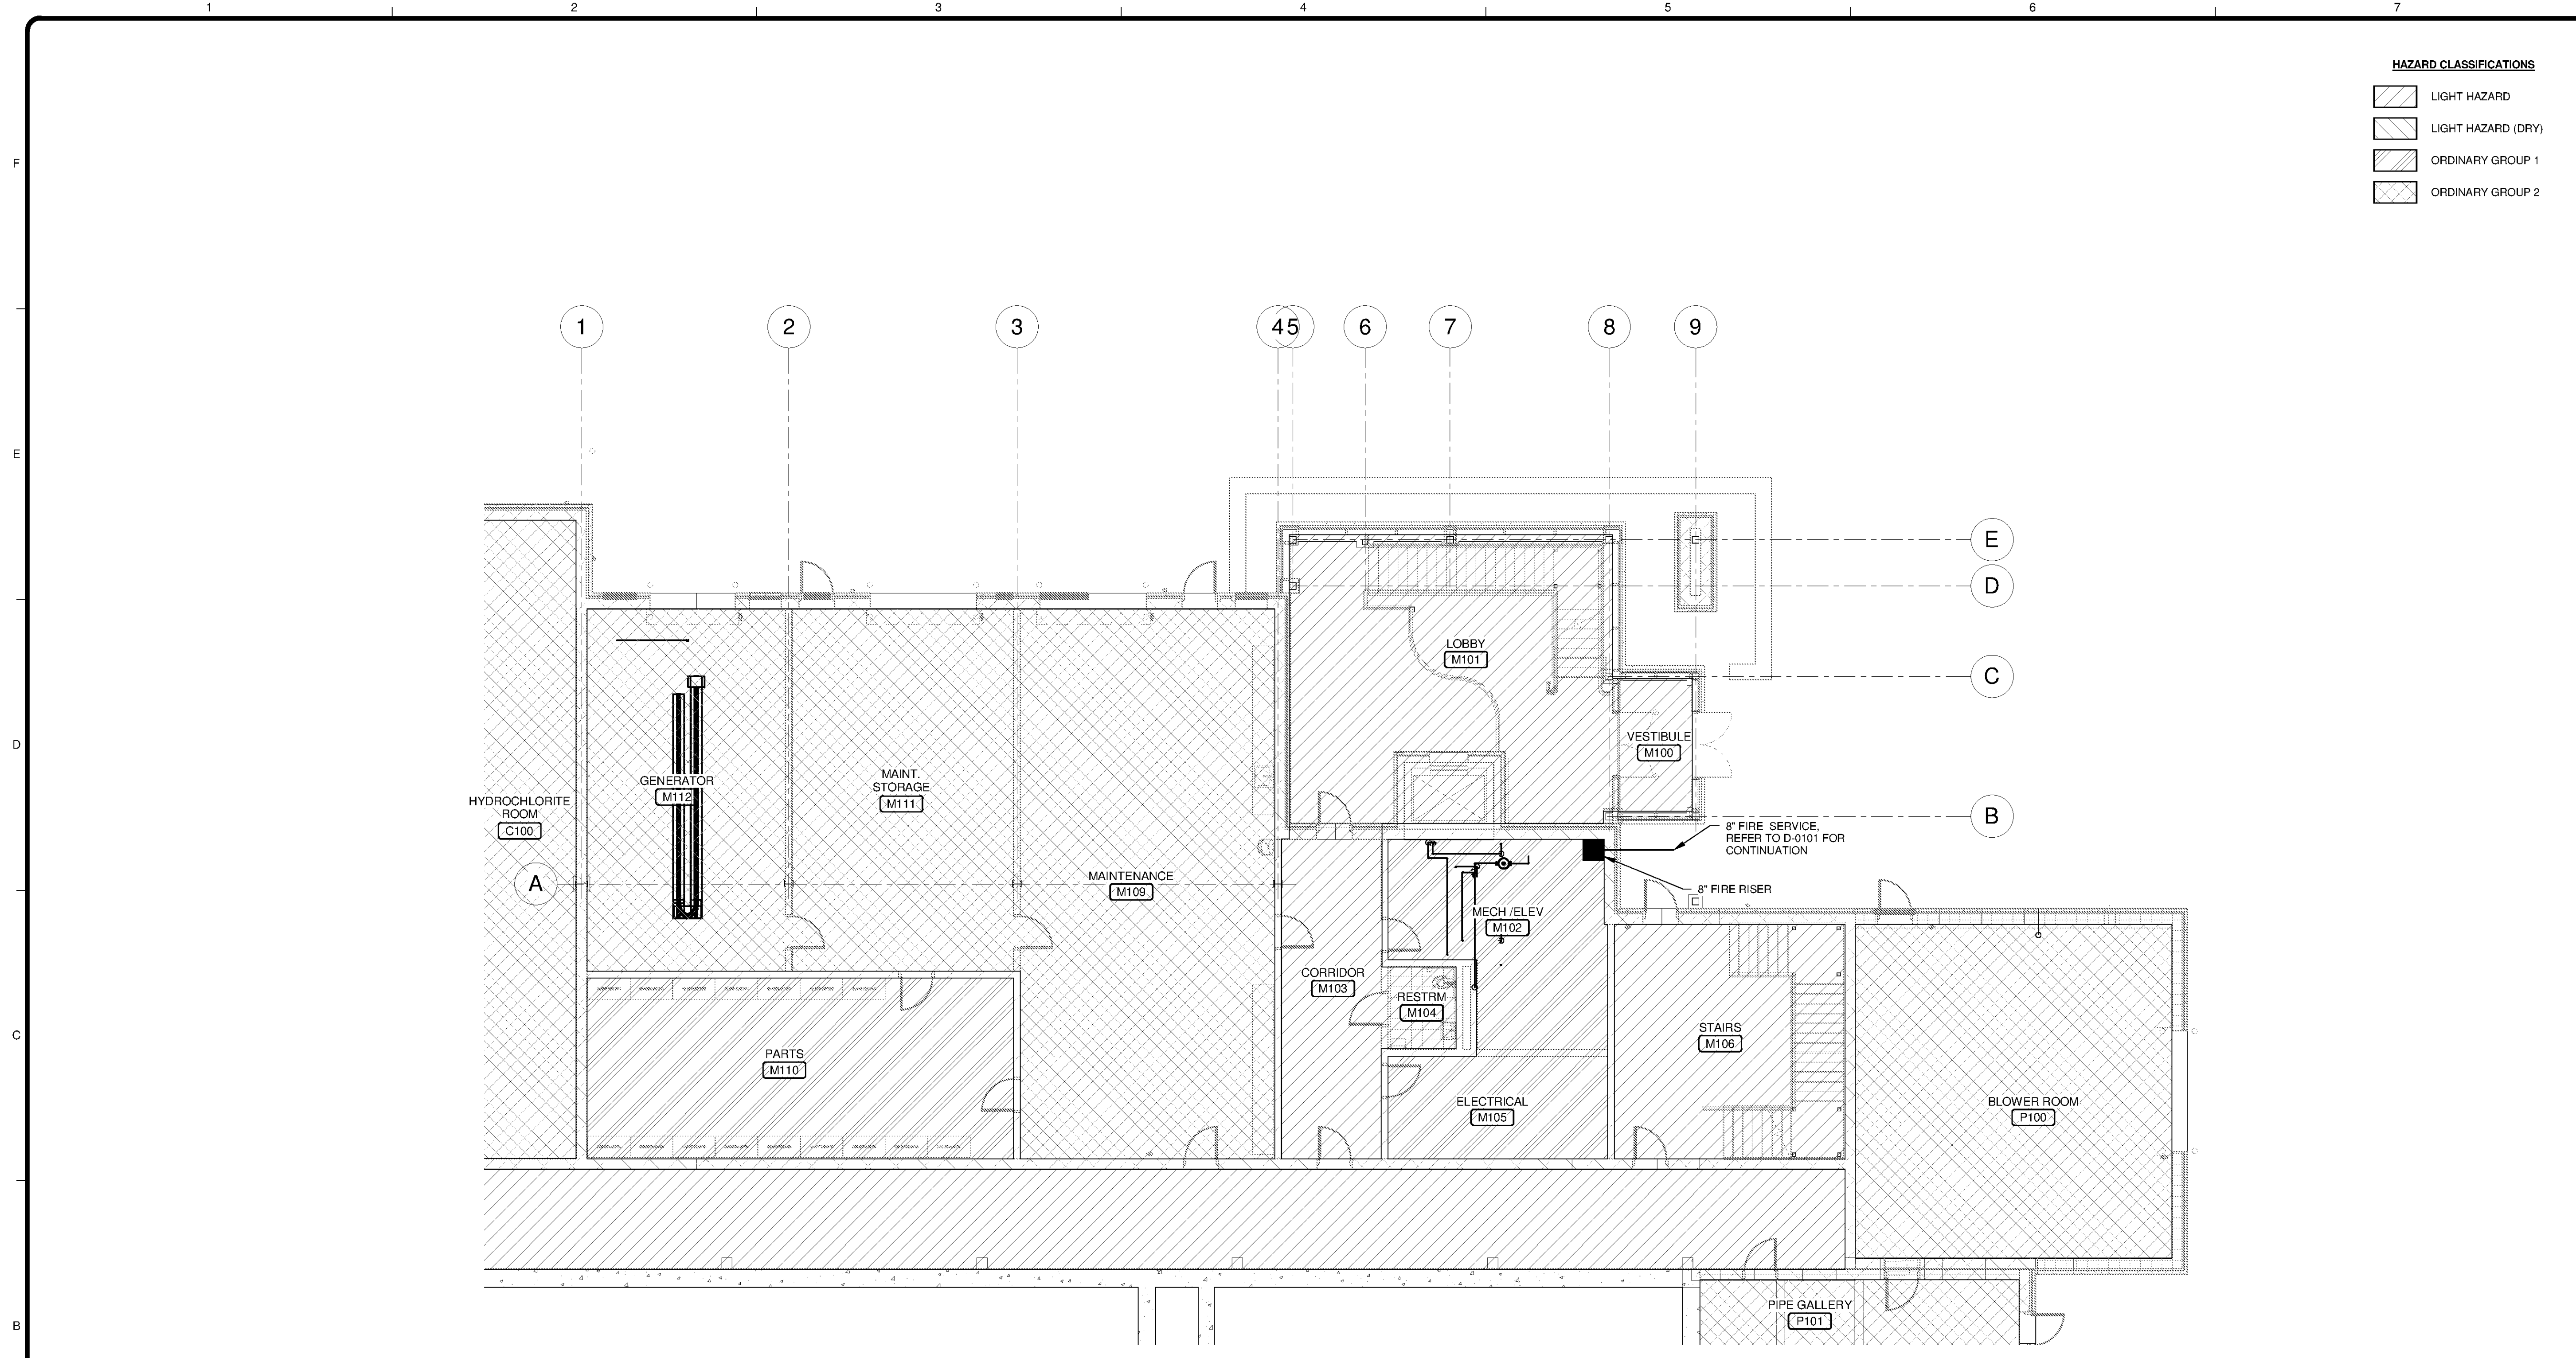 1 2 3 4 5 6 7
HAZARD CLASSIFICATIONS
LIGHT HAZARD
LIGHT HAZARD (DRY)
ORDINARY GROUP 1
ORDINARY GROUP 2
F
1 2 3 4 5 6 7 8 9
E
E
D
LOBBY
M101
C
D
VESTIBULE
M100
GENERATOR
M112
MAINT.
STORAGE
M111
HYDROCHLORITE
ROOM
C100
B
8" FIRE SERVICE,
REFER TO D-0101 FOR
CONTINUATION
A
MAINTENANCE
M109
8" FIRE RISER
MECH /ELEV
M102
CORRIDOR
M103
RESTRM
M104
C
STAIRS
M106
PARTS
M110
ELECTRICAL
M105
BLOWER ROOM
P100
PIPE GALLERY
P101
B